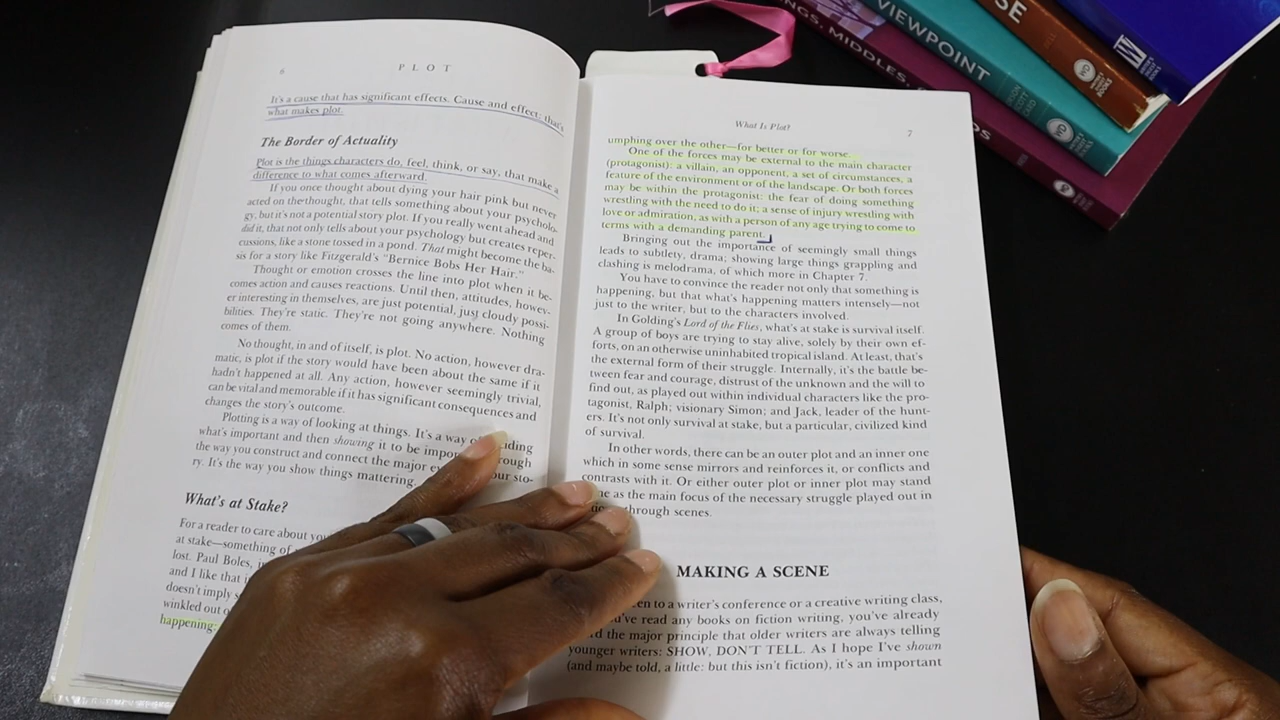 6
PLOT
It's a cause that has significant effects. Cause and effect: that's
what makes plot.
The Border of Actuality
Plot is the things characters do, feel, think, or say, that make a
difference to what comes afterward.
If you once thought about dying your hair pink but never
acted on the thought, that tells something about your psycholo-
gy, but it's not a potential story plot. If you really went ahead and
did it, that not only tells about your psychology but creates reper-
cussions, like a stone tossed in a pond. That might become the ba-
sis for a story like Fitzgerald's "Bernice Bobs Her Hair."
Thought or emotion crosses the line into plot when it be-
comes action and causes reactions. Until then, attitudes, howev-
er interesting in themselves, are just potential, just cloudy possi-
bilities. They're static. They're not going anywhere. Nothing
comes of them.
No thought, in and of itself, is plot. No action, however dra-
matic, is plot if the story would have been about the same if it
hadn't happened at all. Any action, however seemingly trivial,
can be vital and memorable if it has significant consequences and
changes the story's outcome.
Plotting is a way of looking at things. It's a way of iding
what's important and then showing it to be impor rough
the way you construct and connect the major e our sto-
ry. It's the way you show things mattering.
What's at Stake?
For a reader to care about you
at stake—something of
lost. Paul Boles, i
and I like that i
doesn't imply s
winkled out o
happening:
What Is Plot?
7
umphing over the other—for better or for worse.
One of the forces may be external to the main character
(protagonist): a villain, an opponent, a set of circumstances, a
feature of the environment or of the landscape. Or both forces
may be within the protagonist: the fear of doing something
wrestling with the need to do it; a sense of injury wrestling with
love or admiration, as with a person of any age trying to come to
terms with a demanding parent.
Bringing out the importance of seemingly small things
leads to subtlety, drama; showing large things grappling and
clashing is melodrama, of which more in Chapter 7.
You have to convince the reader not only that something is
happening, but that what's happening matters intensely—not
just to the writer, but to the characters involved.
In Golding's Lord of the Flies, what's at stake is survival itself.
A group of boys are trying to stay alive, solely by their own ef-
forts, on an otherwise uninhabited tropical island. At least, that's
the external form of their struggle. Internally, it's the battle be-
tween fear and courage, distrust of the unknown and the will to
find out, as played out within individual characters like the pro-
tagonist, Ralph; visionary Simon; and Jack, leader of the hunt-
ers. It's not only survival at stake, but a particular, civilized kind
of survival.
In other words, there can be an outer plot and an inner one
which in some sense mirrors and reinforces it, or conflicts and
contrasts with it. Or either outer plot or inner plot may stand
ne as the main focus of the necessary struggle played out in
through scenes.
MAKING A SCENE
en to a writer's conference or a creative writing class,
u've read any books on fiction writing, you've already
rd the major principle that older writers are always telling
younger writers: SHOW, DON'T TELL. As I hope I've shown
(and maybe told, a little: but this isn't fiction), it's an important
NGS, MIDDLES,
DS
VIEWPOINT
SCOTT CARD
SE
BELL